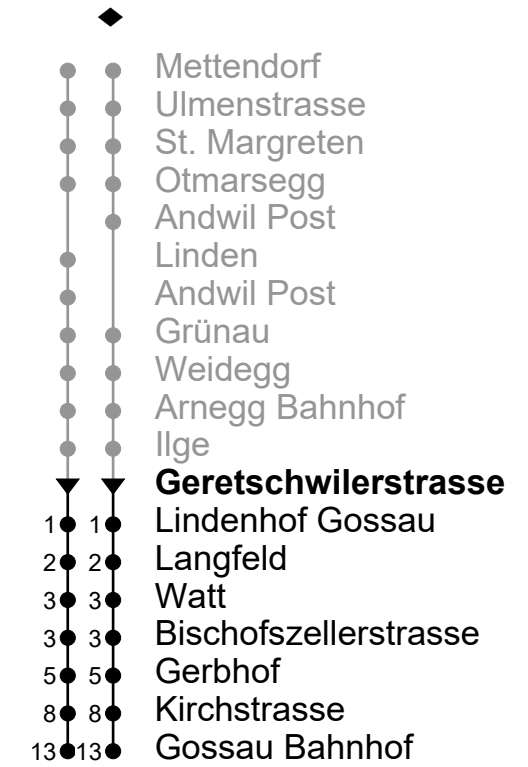 Mettendorf
Ulmenstrasse
St. Margreten
Otmarsegg
Andwil Post
Linden
Andwil Post
Grünau
Weidegg
Arnegg Bahnhof
Ilge
Geretschwilerstrasse
1 1 Lindenhof Gossau
2 2 Langfeld
3 3 Watt
3 3 Bischofszellerstrasse
5 5 Gerbhof
8 8 Kirchstrasse
13 13 Gossau Bahnhof